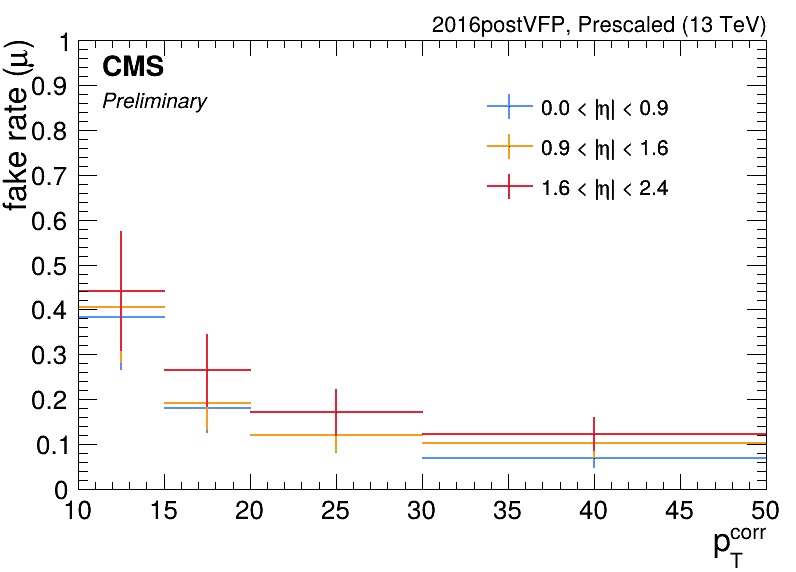 2016postVFP, Prescaled (13 TeV)
CMS
Preliminary
fake rate (μ)
1
0.9
0.8
0.7
0.6
0.5
0.4
0.3
0.2
0.1
0
0.0 < |η| < 0.9
0.9 < |η| < 1.6
1.6 < |η| < 2.4
10 15 20 25 30 35 40 45 50
p_T^corr